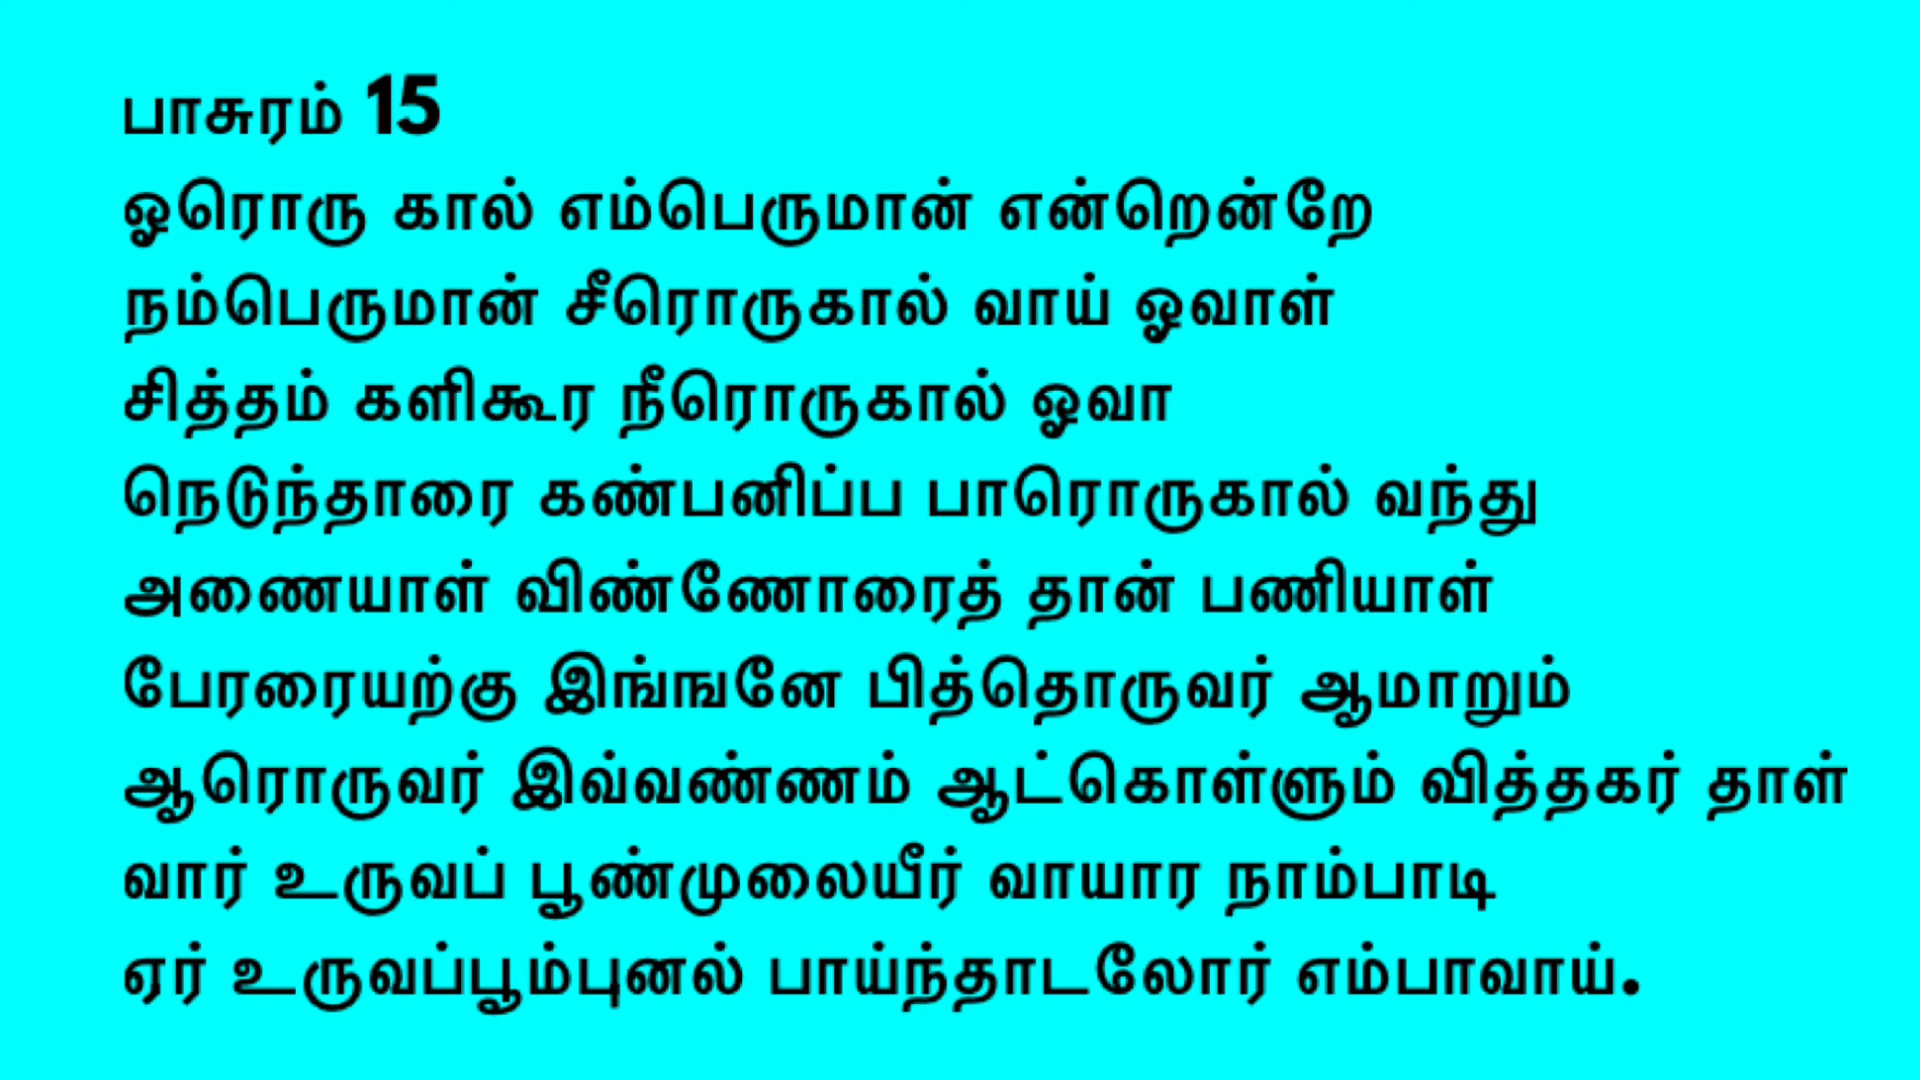 பாசுரம் 15
ஓரொரு கால் எம்பெருமான் என்றென்றே
நம்பெருமான் சீரொருகால் வாய் ஓவாள்
சித்தம் களிகூர நீரொருகால் ஓவா
நெடுந்தாரை கண்பனிப்ப பாரொருகால் வந்து
அணையாள் விண்ணோரைத் தான் பணியாள்
பேரரையற்கு இங்ஙனே பித்தொருவர் ஆமாறும்
ஆரொருவர் இவ்வண்ணம் ஆட்கொள்ளும் வித்தகர் தாள்
வார் உருவப் பூண்முலையீர் வாயார நாம்பாடி
ஏர் உருவப்பூம்புனல் பாய்ந்தாடலோர் எம்பாவாய்.